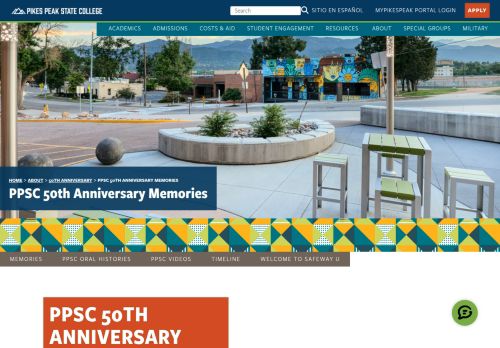 PIKES PEAK STATE COLLEGE
Search
SITIO EN ESPAÑOL
MYPIKESPEAK PORTAL LOGIN
APPLY
ACADEMICS ADMISSIONS COSTS & AID STUDENT ENGAGEMENT RESOURCES ABOUT SPECIAL GROUPS MILITARY
HOME > ABOUT > 50TH ANNIVERSARY > PPSC 50TH ANNIVERSARY MEMORIES
PPSC 50th Anniversary Memories
MEMORIES PPSC ORAL HISTORIES PPSC VIDEOS TIMELINE WELCOME TO SAFEWAY U
PPSC 50TH
ANNIVERSARY